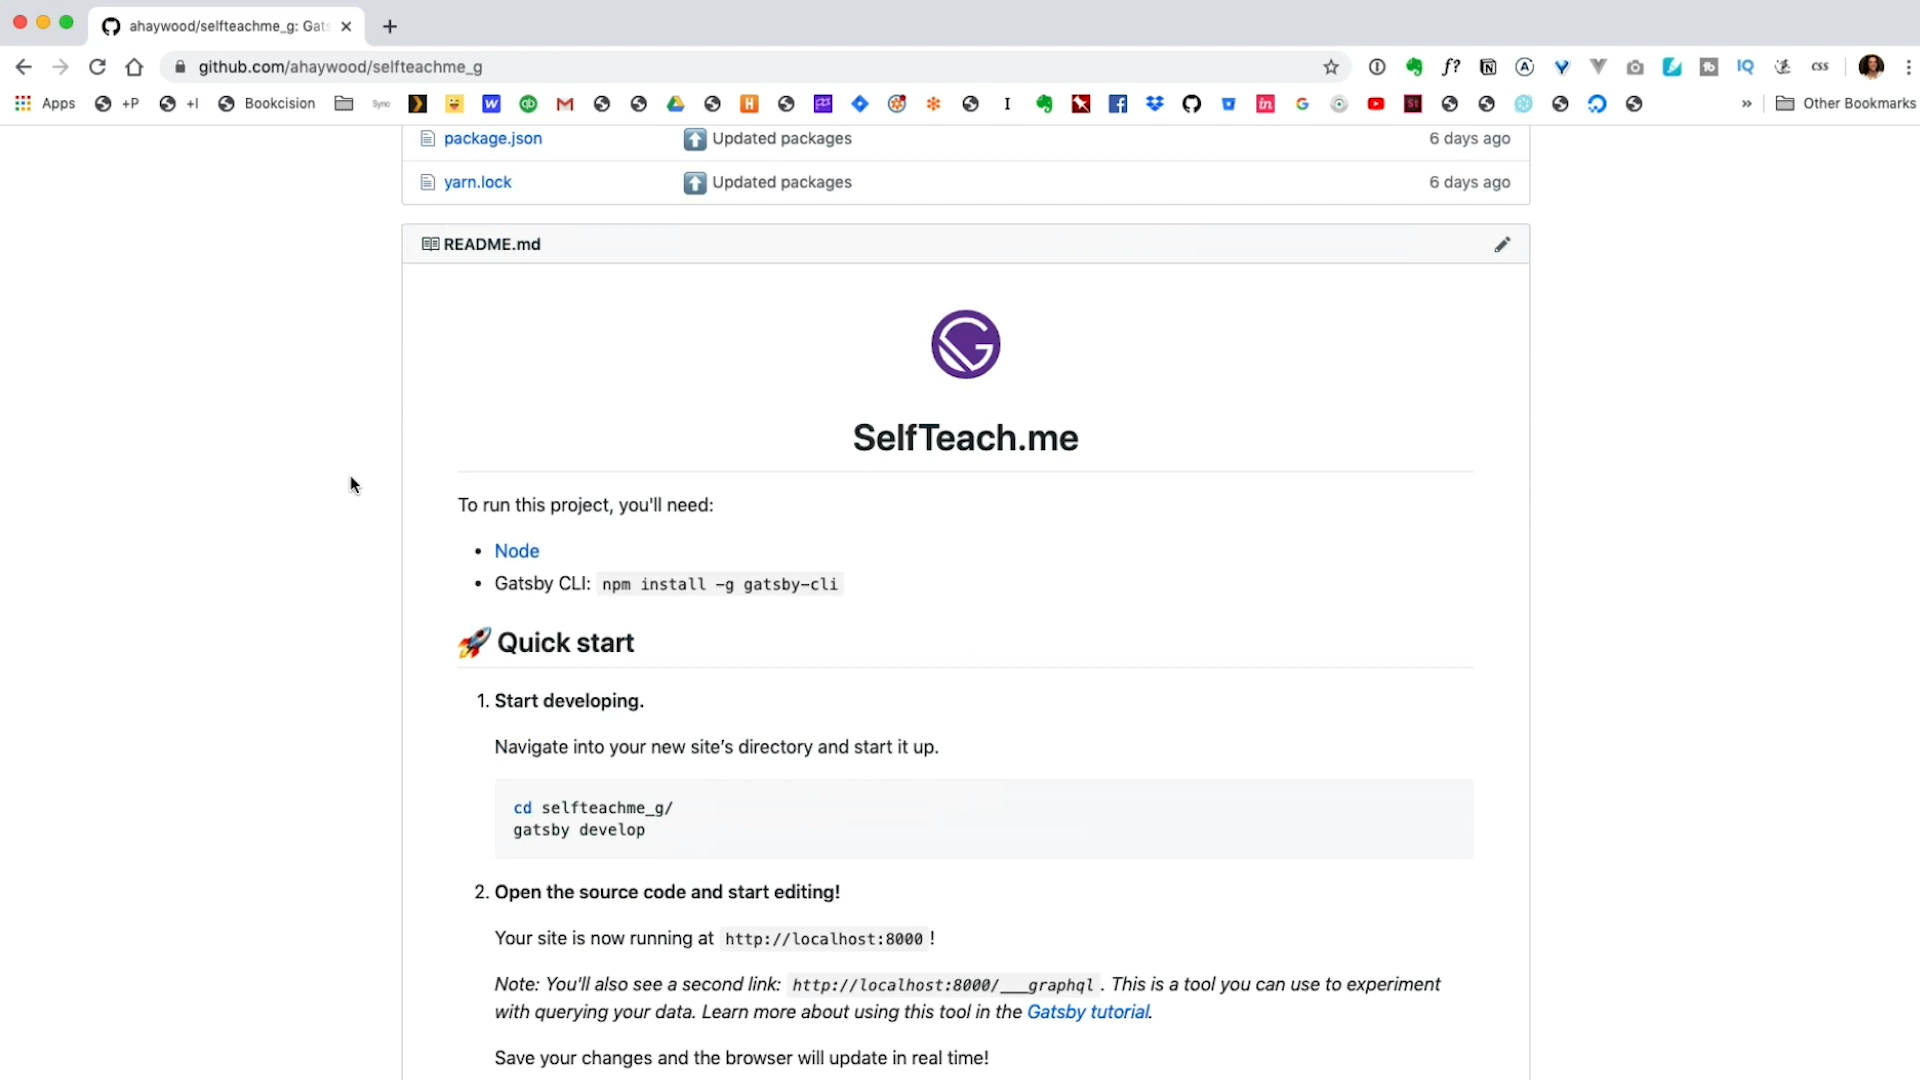 ahaywood/selfteachme_g: Gats
github.com/ahaywood/selfteachme_g
Apps
+P
+I
Bookcision
Sync
Other Bookmarks
package.json
Updated packages
6 days ago
yarn.lock
Updated packages
6 days ago
README.md
SelfTeach.me
To run this project, you'll need:
• Node
• Gatsby CLI: npm install -g gatsby-cli
🚀 Quick start
1. Start developing.
Navigate into your new site’s directory and start it up.
cd selfteachme_g/
gatsby develop
2. Open the source code and start editing!
Your site is now running at http://localhost:8000 !
Note: You'll also see a second link: http://localhost:8000/___graphql . This is a tool you can use to experiment
with querying your data. Learn more about using this tool in the Gatsby tutorial.
Save your changes and the browser will update in real time!